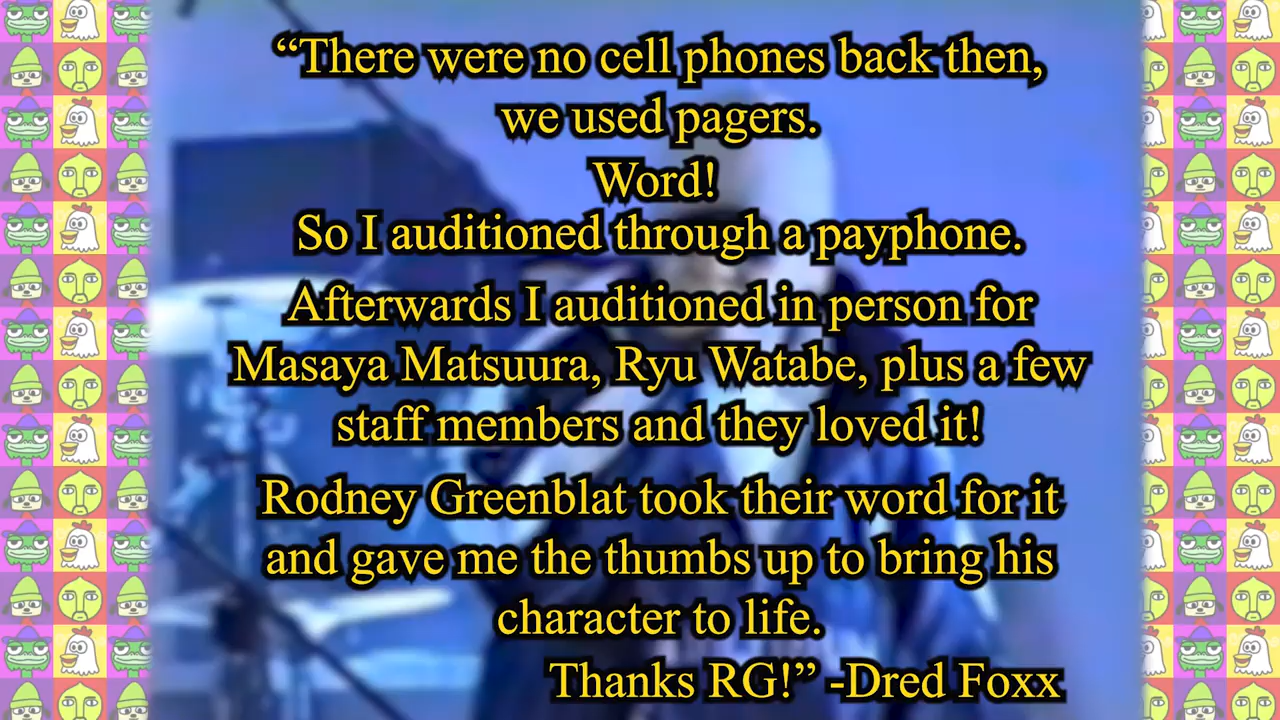 “There were no cell phones back then,
we used pagers.
Word!
So I auditioned through a payphone.
Afterwards I auditioned in person for
Masaya Matsuura, Ryu Watabe, plus a few
staff members and they loved it!
Rodney Greenblat took their word for it
and gave me the thumbs up to bring his
character to life.
Thanks RG!” -Dred Foxx